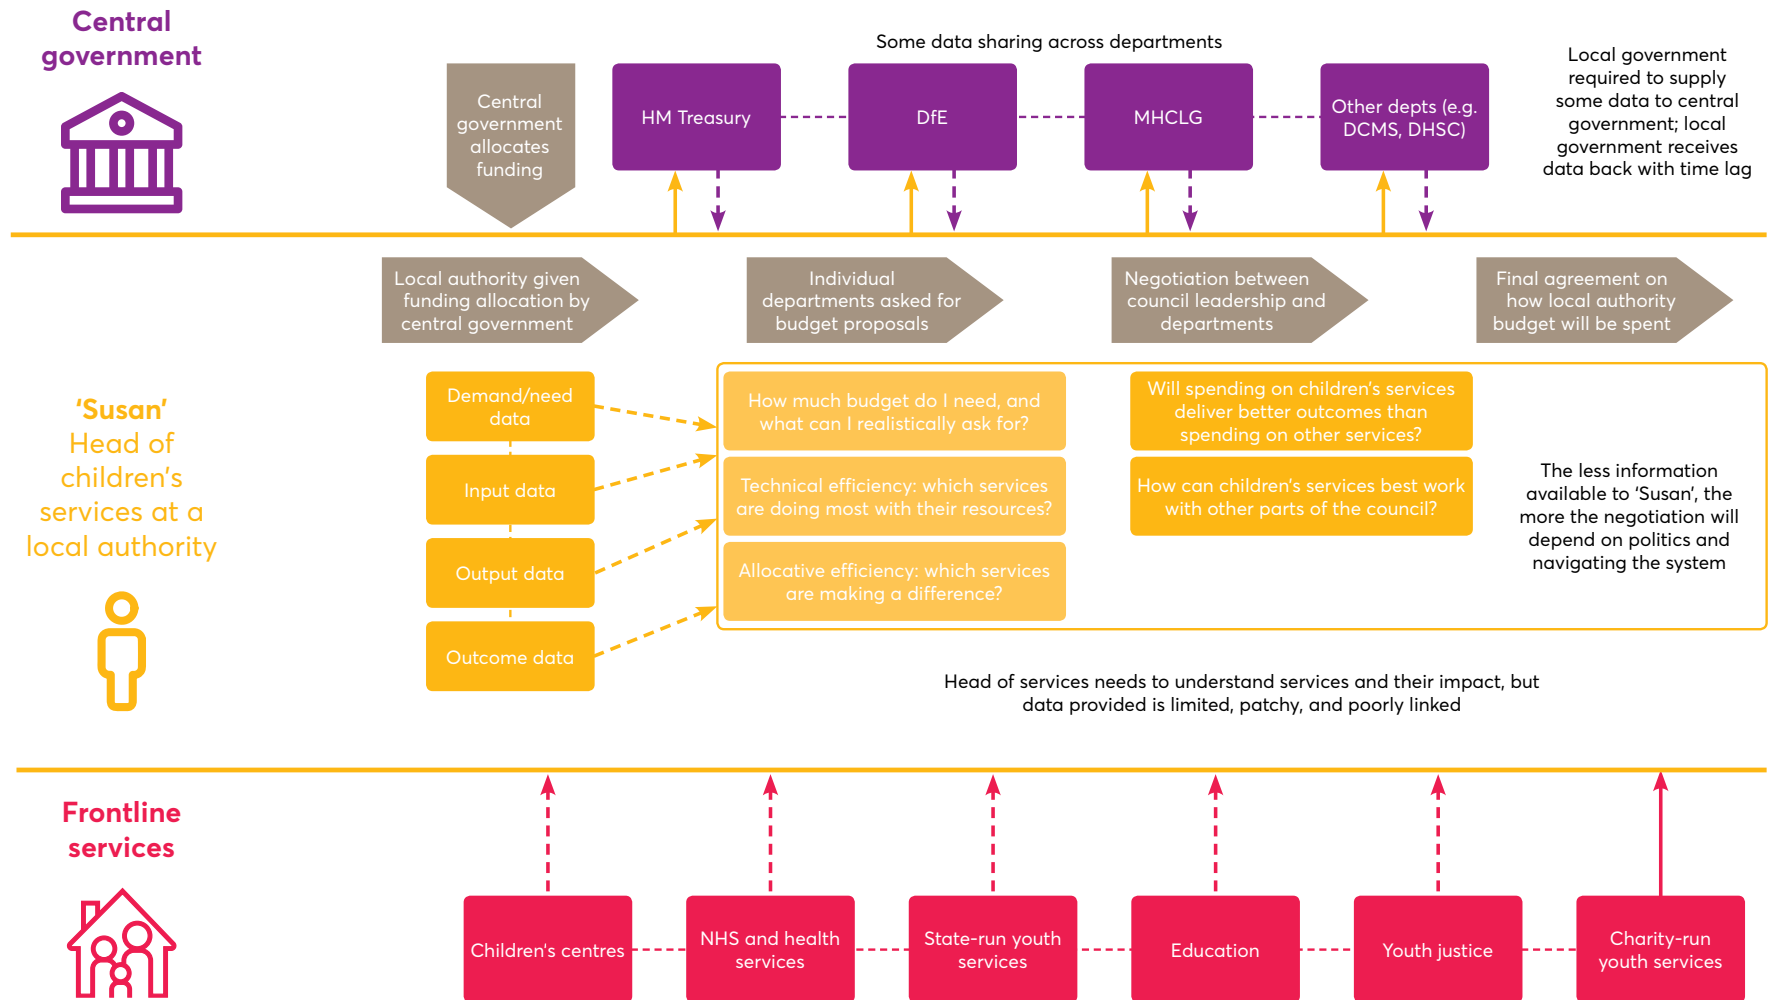 Central
government
Some data sharing across departments
Central
government
allocates
funding
HM Treasury
DfE
MHCLG
Other depts (e.g.
DCMS, DHSC)
Local government
required to supply
some data to central
government; local
government receives
data back with time lag
Local authority given
funding allocation by
central government
Individual
departments asked for
budget proposals
Negotiation between
council leadership and
departments
Final agreement on
how local authority
budget will be spent
‘Susan’
Head of
children’s
services at a
local authority
Demand/need
data
Input data
Output data
Outcome data
How much budget do I need, and
what can I realistically ask for?
Technical efficiency: which services
are doing most with their resources?
Allocative efficiency: which services
are making a difference?
Will spending on children’s services
deliver better outcomes than
spending on other services?
How can children’s services best work
with other parts of the council?
The less information
available to ‘Susan’, the
more the negotiation will
depend on politics and
navigating the system
Head of services needs to understand services and their impact, but
data provided is limited, patchy, and poorly linked
Frontline
services
Children’s centres
NHS and health
services
State-run youth
services
Education
Youth justice
Charity-run
youth services